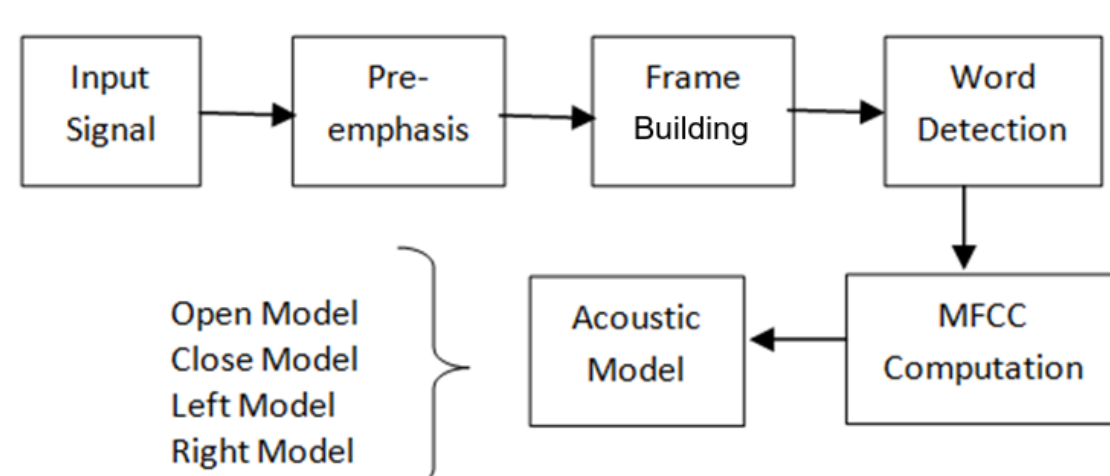 Input
Signal
Pre-
emphasis
Frame
Building
Word
Detection
Open Model
Close Model
Left Model
Right Model
Acoustic
Model
MFCC
Computation